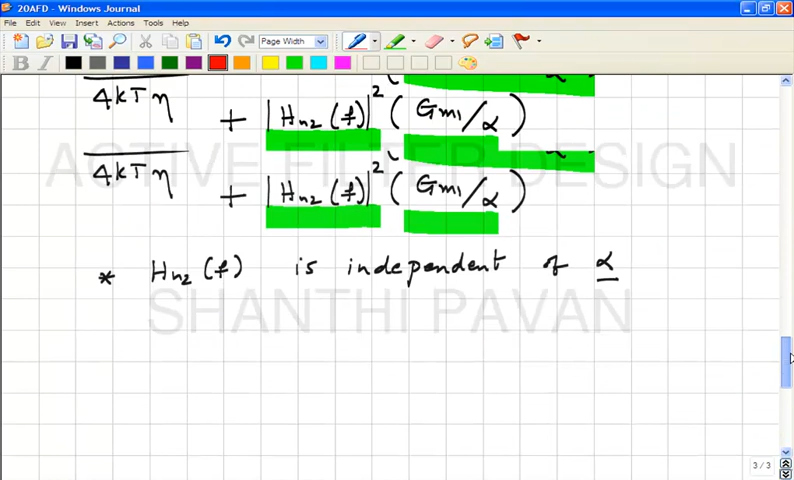 20AFD - Windows Journal
File Edit View Insert Actions Tools Help
Page Width
B I
4kTη + |Hn2(f)|² (Gm1/α)
ACTIVE FILTER DESIGN
4kTη + |Hn2(f)|² (Gm1/α)
* Hn2(f) is independent of α
SHANTHI PAVAN
3/3